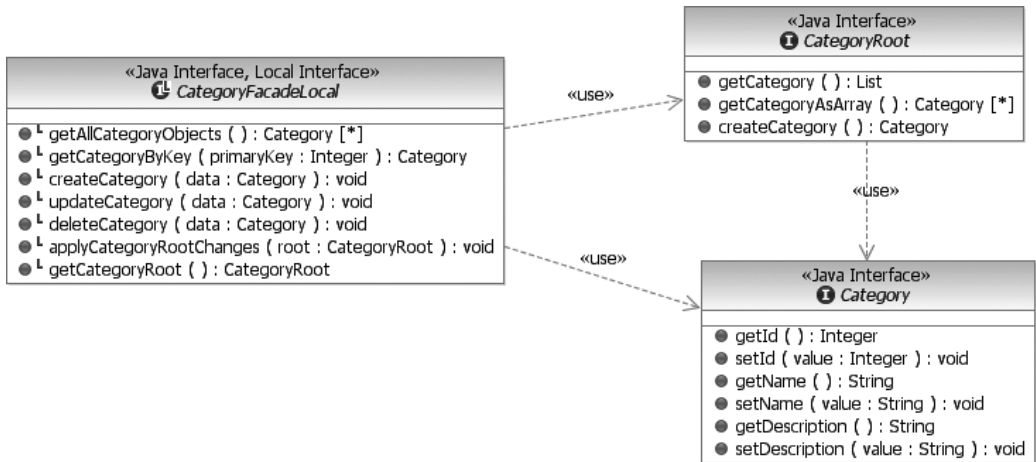 «Java Interface, Local Interface»
CategoryFacadeLocal
getAllCategoryObjects ( ) : Category [*]
getCategoryByKey ( primaryKey : Integer ) : Category
createCategory ( data : Category ) : void
updateCategory ( data : Category ) : void
deleteCategory ( data : Category ) : void
applyCategoryRootChanges ( root : CategoryRoot ) : void
getCategoryRoot ( ) : CategoryRoot
«use»
«Java Interface»
CategoryRoot
getCategory ( ) : List
getCategoryAsArray ( ) : Category [*]
createCategory ( ) : Category
«use»
«use»
«Java Interface»
Category
getId ( ) : Integer
setId ( value : Integer ) : void
getName ( ) : String
setName ( value : String ) : void
getDescription ( ) : String
setDescription ( value : String ) : void